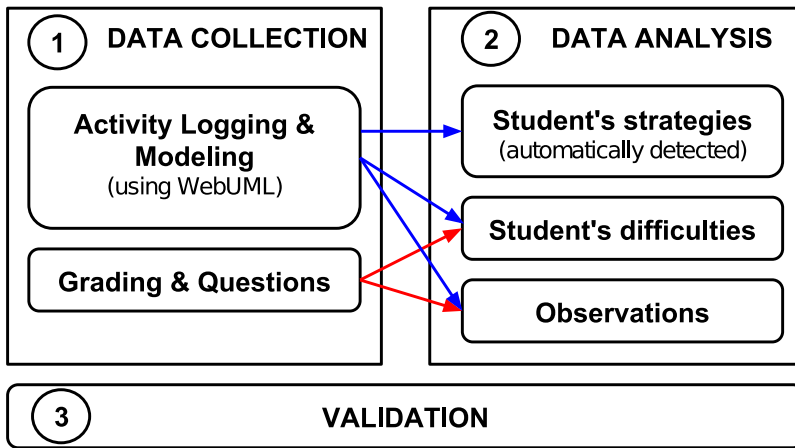 1 DATA COLLECTION
Activity Logging &
Modeling
(using WebUML)
Grading & Questions
2 DATA ANALYSIS
Student's strategies
(automatically detected)
Student's difficulties
Observations
3 VALIDATION